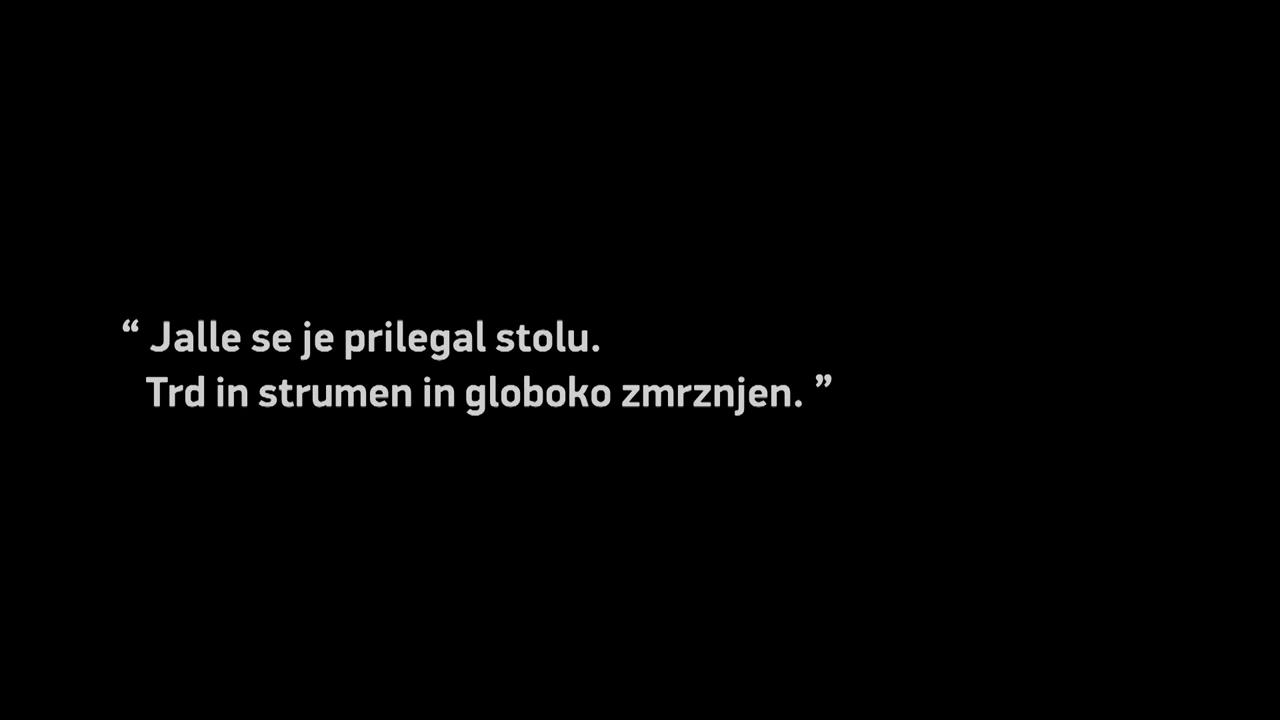 “ Jalle se je prilegal stolu.
Trd in strumen in globoko zmrznjen. ”